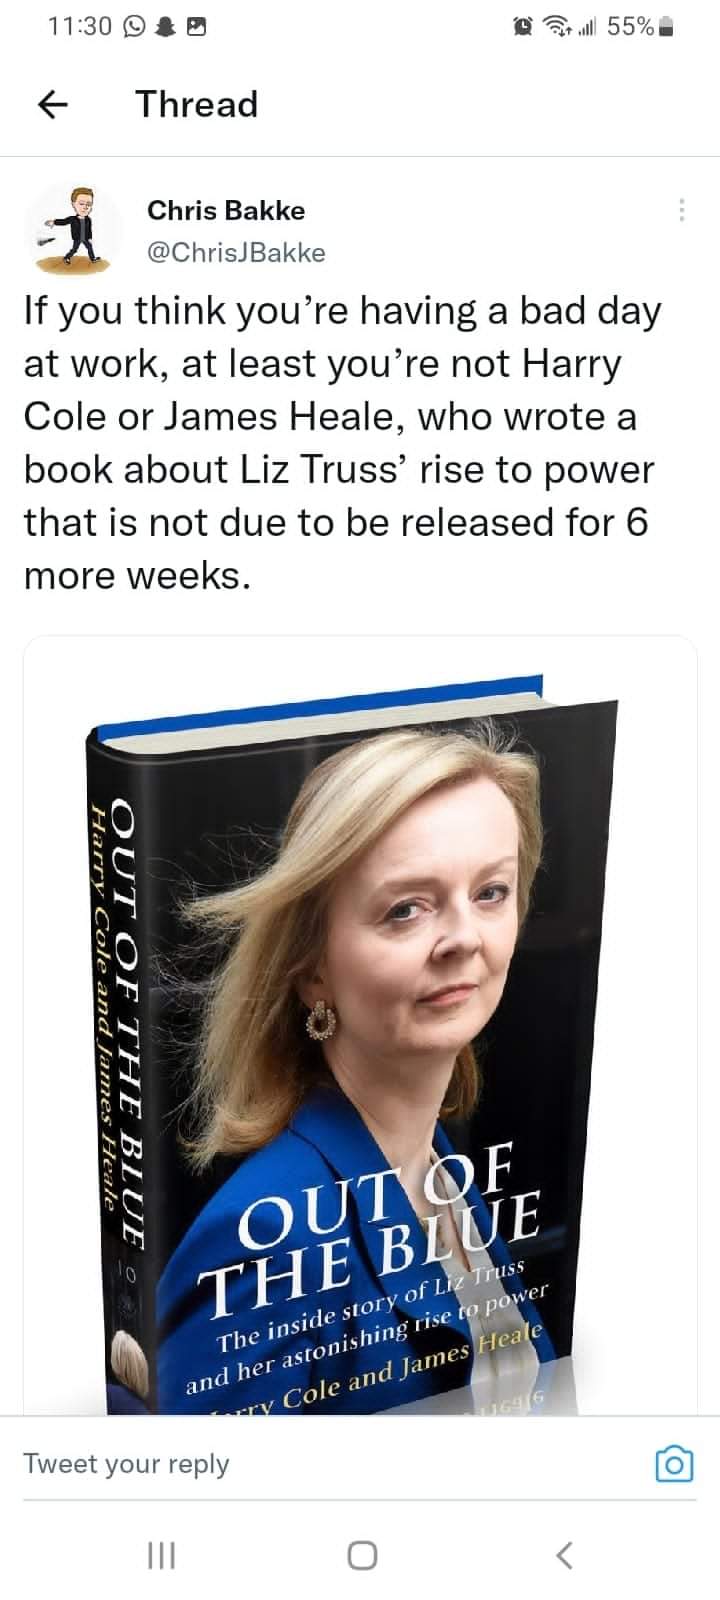 11:30
55%
Thread
Chris Bakke
@ChrisJBakke
If you think you’re having a bad day
at work, at least you’re not Harry
Cole or James Heale, who wrote a
book about Liz Truss’ rise to power
that is not due to be released for 6
more weeks.
OUT OF THE BLUE
Harry Cole and James Heale
10
OUT OF
THE BLUE
The inside story of Liz Truss
and her astonishing rise to power
Cole and James Heale
Tweet your reply